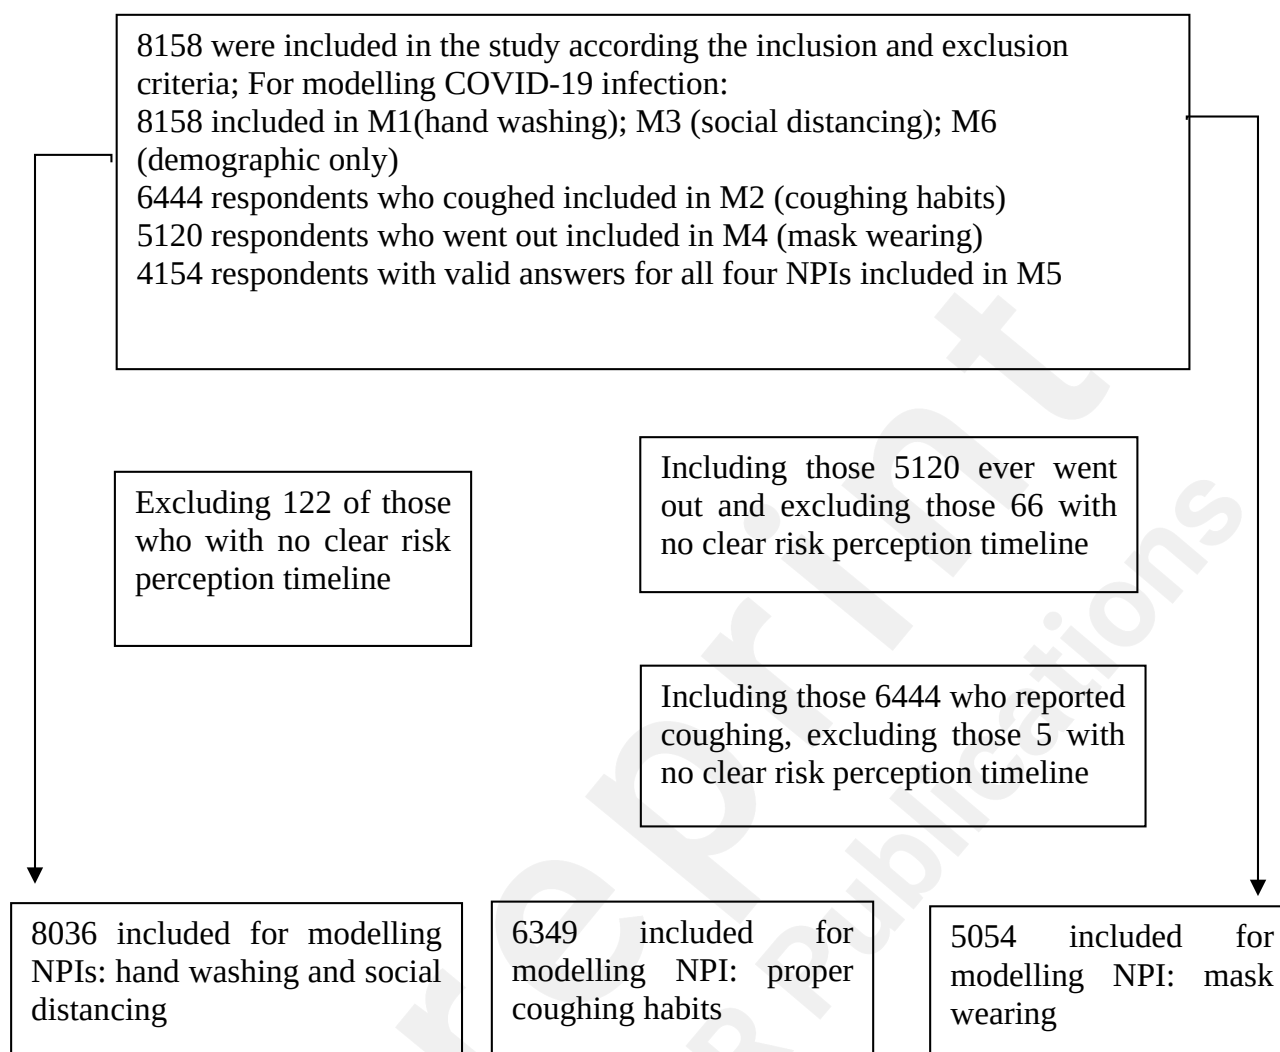 8158 were included in the study according the inclusion and exclusion
criteria; For modelling COVID-19 infection:
8158 included in M1(hand washing); M3 (social distancing); M6
(demographic only)
6444 respondents who coughed included in M2 (coughing habits)
5120 respondents who went out included in M4 (mask wearing)
4154 respondents with valid answers for all four NPIs included in M5
Excluding 122 of those
who with no clear risk
perception timeline
Including those 5120 ever went
out and excluding those 66 with
no clear risk perception timeline
Including those 6444 who reported
coughing, excluding those 5 with
no clear risk perception timeline
8036 included for modelling
NPIs: hand washing and social
distancing
6349 included for
modelling NPI: proper
coughing habits
5054 included for
modelling NPI: mask
wearing
reprint
R Publications